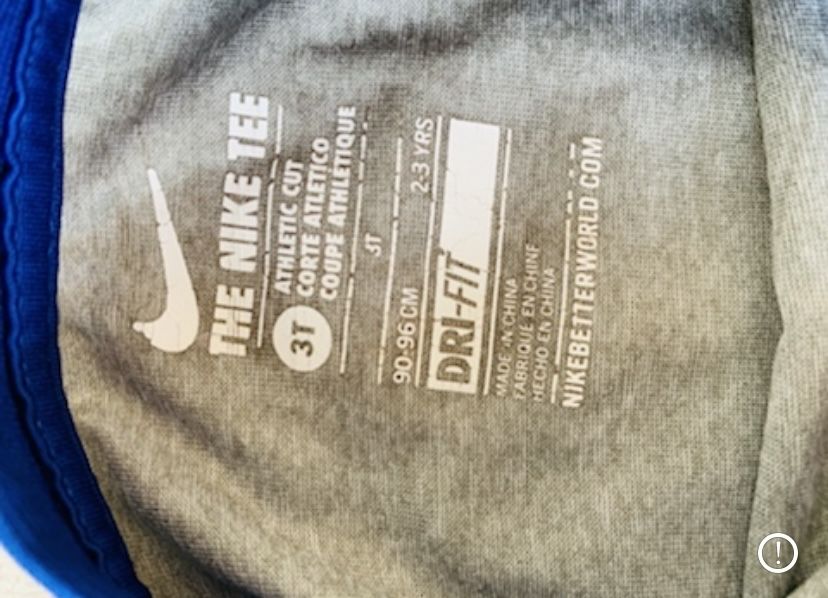 THE NIKE TEE
3T
ATHLETIC CUT
CORTE ATLETICO
COUPE ATHLETIQUE
3T
90-96 CM 2-3 YRS
DRI-FIT
MADE IN CHINA
FABRIQUE EN CHINE
HECHO EN CHINA
NIKEBETTERWORLD.COM